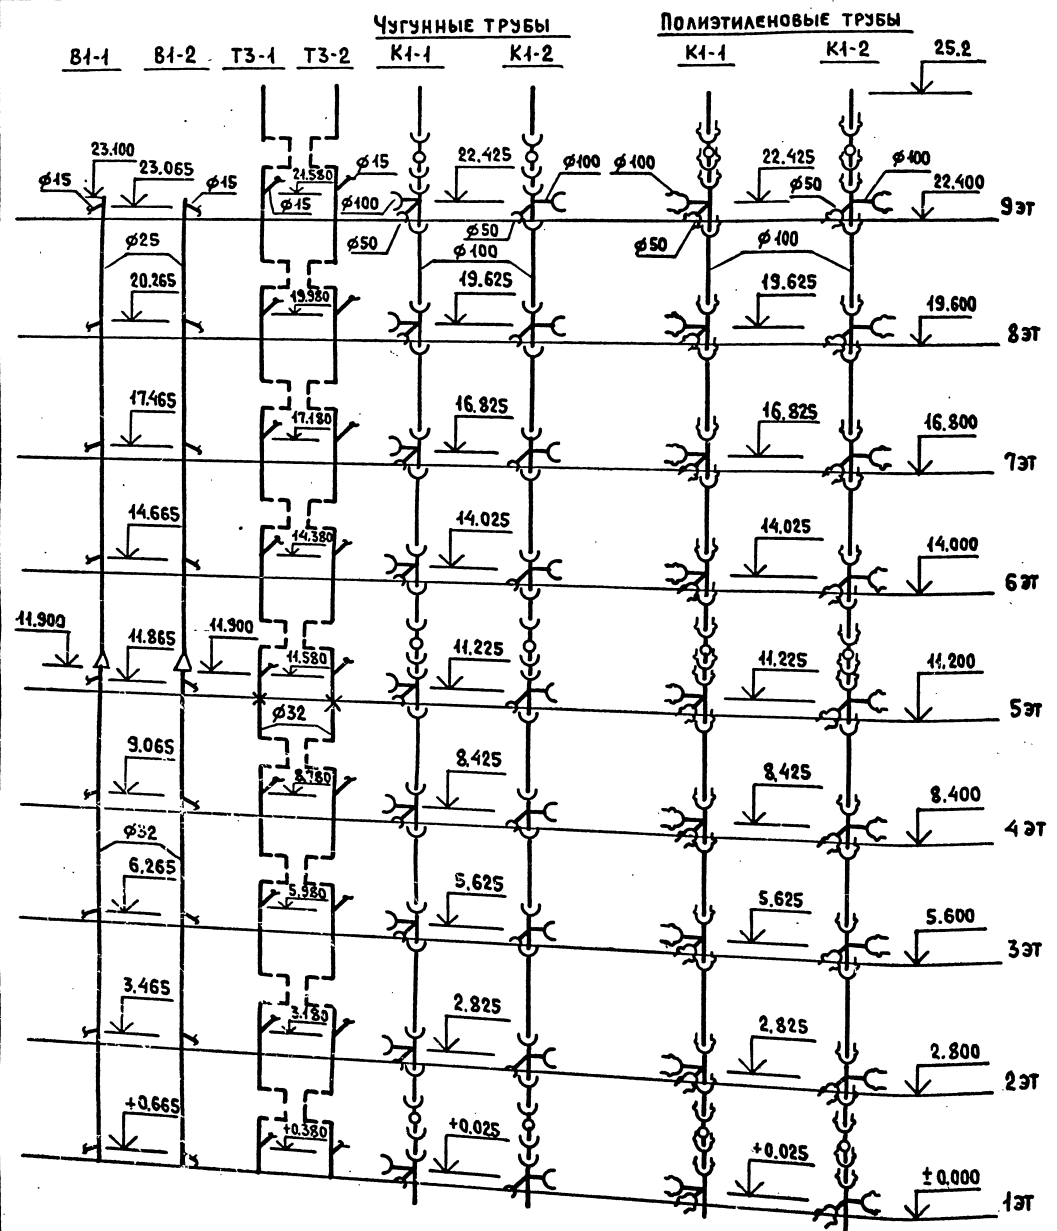 Чугунные трубы
Полиэтиленовые трубы
В1-1 В1-2 Т3-1 Т3-2 К1-1 К1-2 К1-1 К1-2 25.2
23.100 23.065 ф15 ф15 21.580 ф15 ф15 22.425 ф100 ф100 ф100 22.425 ф100 22.400 9эт
ф50 ф50 ф50 ф50
ф25 ф100 ф100
20.265 19.980 19.625 19.625 19.600 8эт
17.465 17.180 16.825 16.825 16.800 7эт
14.665 14.380 14.025 14.025 14.000 6эт
11.900 11.865 11.900 11.580 11.225 11.225 11.200 5эт
ф32
9.065 8.780 8.425 8.425 8.400 4эт
ф32
6.265 5.980 5.625 5.625 5.600 3эт
3.465 3.180 2.825 2.825 2.800 2эт
+0.665 +0.380 +0.025 +0.025 ±0.000 1эт